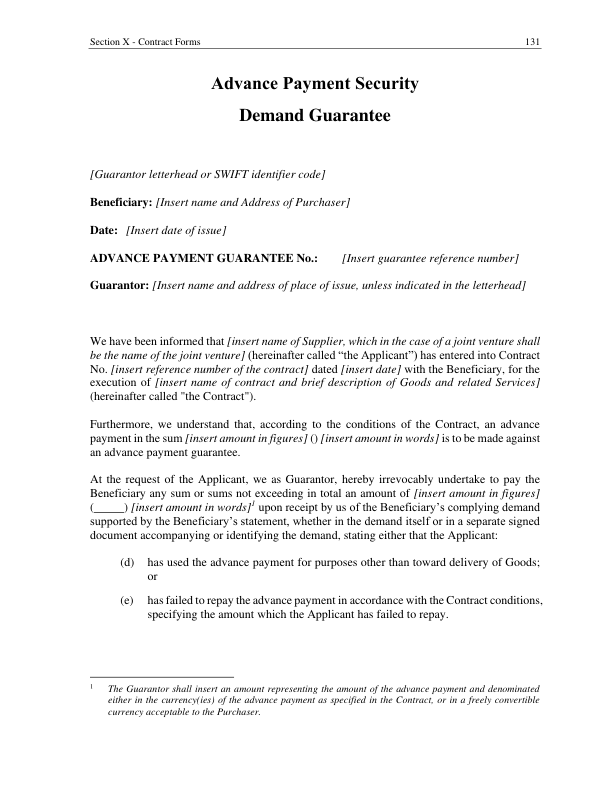 Section X - Contract Forms 131
Advance Payment Security
Demand Guarantee
[Guarantor letterhead or SWIFT identifier code]
Beneficiary: [Insert name and Address of Purchaser]
Date: [Insert date of issue]
ADVANCE PAYMENT GUARANTEE No.: [Insert guarantee reference number]
Guarantor: [Insert name and address of place of issue, unless indicated in the letterhead]
We have been informed that [insert name of Supplier, which in the case of a joint venture shall
be the name of the joint venture] (hereinafter called “the Applicant”) has entered into Contract
No. [insert reference number of the contract] dated [insert date] with the Beneficiary, for the
execution of [insert name of contract and brief description of Goods and related Services]
(hereinafter called "the Contract").
Furthermore, we understand that, according to the conditions of the Contract, an advance
payment in the sum [insert amount in figures] () [insert amount in words] is to be made against
an advance payment guarantee.
At the request of the Applicant, we as Guarantor, hereby irrevocably undertake to pay the
Beneficiary any sum or sums not exceeding in total an amount of [insert amount in figures]
(_____) [insert amount in words]1 upon receipt by us of the Beneficiary’s complying demand
supported by the Beneficiary’s statement, whether in the demand itself or in a separate signed
document accompanying or identifying the demand, stating either that the Applicant:
(d) has used the advance payment for purposes other than toward delivery of Goods;
or
(e) has failed to repay the advance payment in accordance with the Contract conditions,
specifying the amount which the Applicant has failed to repay.
1 The Guarantor shall insert an amount representing the amount of the advance payment and denominated
either in the currency(ies) of the advance payment as specified in the Contract, or in a freely convertible
currency acceptable to the Purchaser.